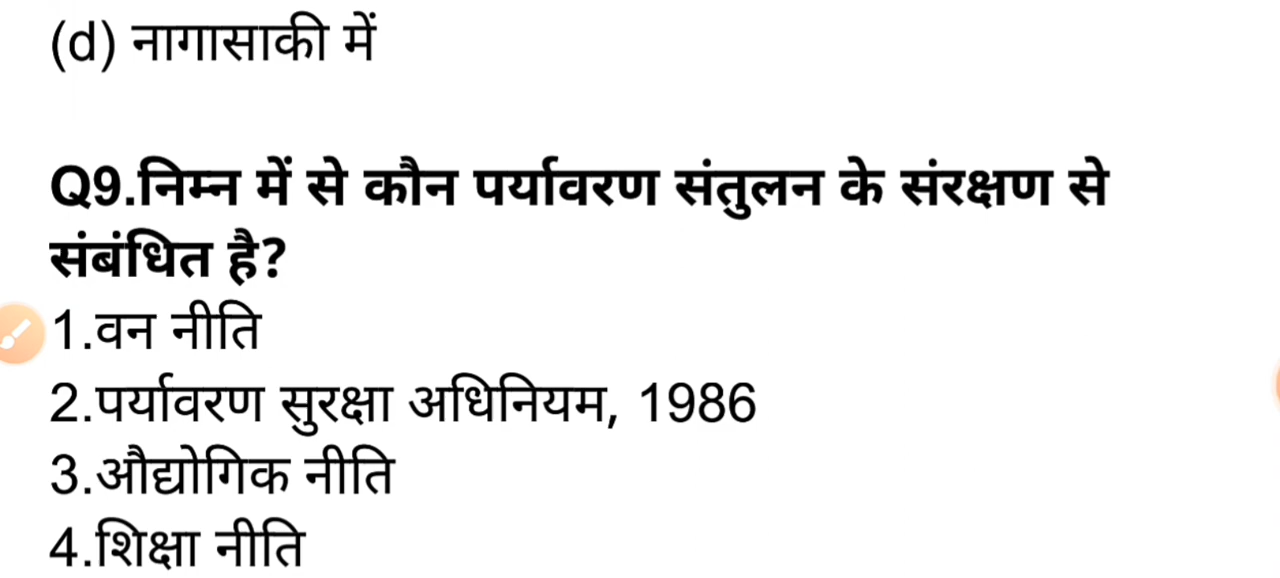 (d) नागासाकी में
Q9.निम्न में से कौन पर्यावरण संतुलन के संरक्षण से
संबंधित है?
1.वन नीति
2.पर्यावरण सुरक्षा अधिनियम, 1986
3.औद्योगिक नीति
4.शिक्षा नीति